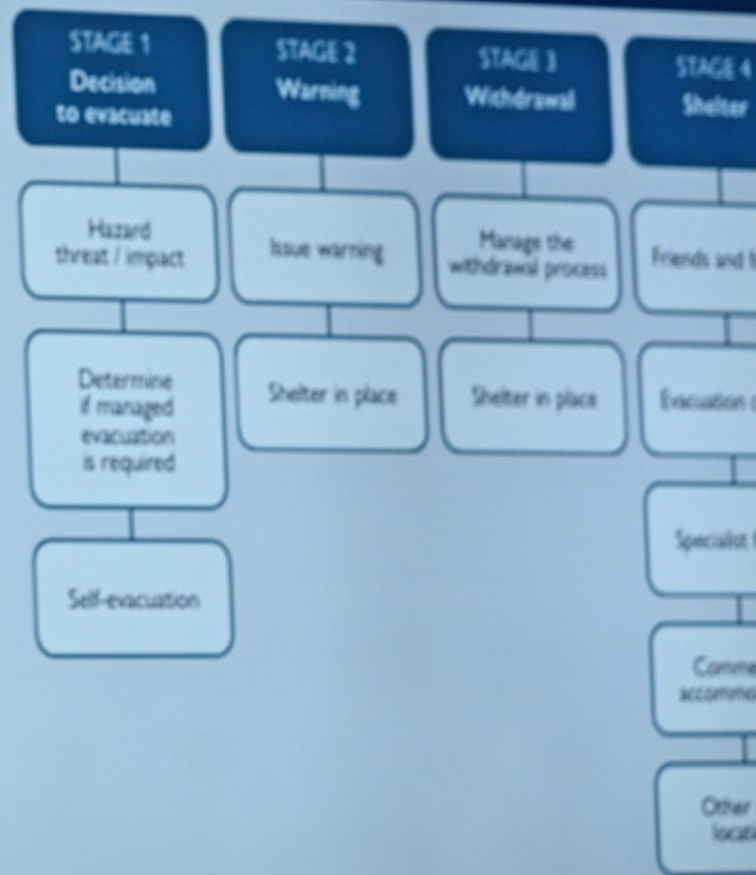 STAGE 1
Decision
to evacuate
Hazard
threat / impact
Determine
if managed
evacuation
is required
Self-evacuation
STAGE 2
Warning
Issue warning
Shelter in place
STAGE 3
Withdrawal
Manage the
withdrawal process
Shelter in place
STAGE 4
Shelter
Friends and
Evacuation
Specialist
Other